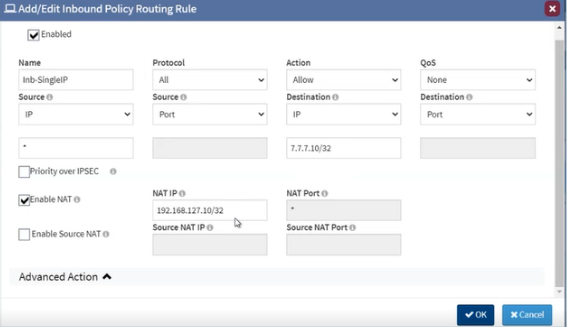 Add/Edit Inbound Policy Routing Rule
Enabled
Name Protocol Action QoS
Inb-SingleIP All Allow None
Source Source Destination Destination
IP Port IP Port
* 7.7.7.10/32
Priority over IPSEC
NAT IP NAT Port
Enable NAT
192.168.127.10/32 *
Source NAT IP Source NAT Port
Enable Source NAT
Advanced Action
OK Cancel